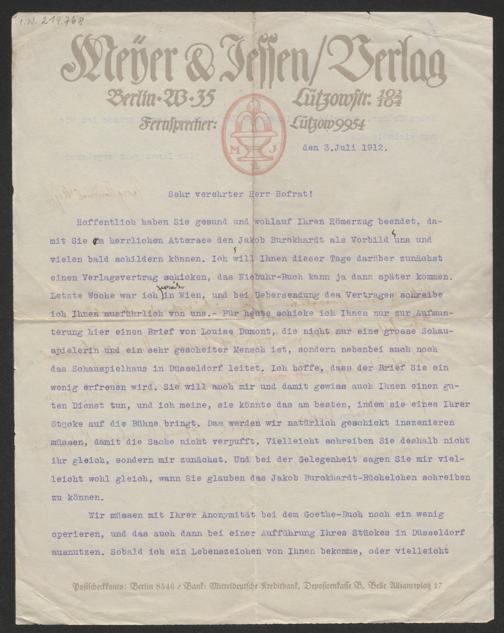 I.N. 219.768
Meyer & Jessen / Verlag
Berlin·W·35 Lützowstr. 102/104
Fernsprecher: Lützow 9954
M J
den 3.Juli 1912.
Sehr verehrter Herr Hofrat!
Hoffentlich haben Sie gesund und wohlauf Ihren Römerzug beendet, da-
mit Sie am herrlichen Attersee den Jakob Burckhardt als Vorbild uns und
vielen bald schildern können. Ich will Ihnen dieser Tage darüber zunächst
einen Verlagsvertrag schicken, das Niebuhr-Buch kann ja dann später kommen.
Letzte Woche war ich in Wien, und bei Uebersendung des Vertrages schreibe
ich Ihnen ausführlich von uns.- Für heute schicke ich Ihnen nur zur Aufmun-
terung hier einen Brief von Louise Dumont, die nicht nur eine grosse Schau-
spielerin und ein sehr gescheiter Mensch ist, sondern nebenbei auch noch
das Schauspielhaus in Düsseldorf leitet. Ich hoffe, dass der Brief Sie ein
wenig erfreuen wird. Sie will auch mir und damit gewiss auch Ihnen einen gu-
ten Dienst tun, und ich meine, sie könnte das am besten, indem sie eines Ihrer
Stücke auf die Bühne bringt. Das werden wir natürlich geschickt inszenieren
müssen, damit die Sache nicht verpufft. Vielleicht schreiben Sie deshalb nicht
ihr gleich, sondern mir zunächst. Und bei der Gelegenheit sagen Sie mir viel-
leicht wohl gleich, wann Sie glauben das Jakob Burckhardt-Büchelchen schreiben
zu können.
Wir müssen mit Ihrer Anonymität bei dem Goethe-Buch noch ein wenig
operieren, und das auch dann bei einer Aufführung Ihres Stückes in Düsseldorf
ausnutzen. Sobald ich ein Lebenszeichen von Ihnen bekomme, oder vielleicht
Postscheckkonto: Berlin 8546 / Bank: Mitteldeutsche Kreditbank, Depositenkasse B, Belle Allianceplatz 17